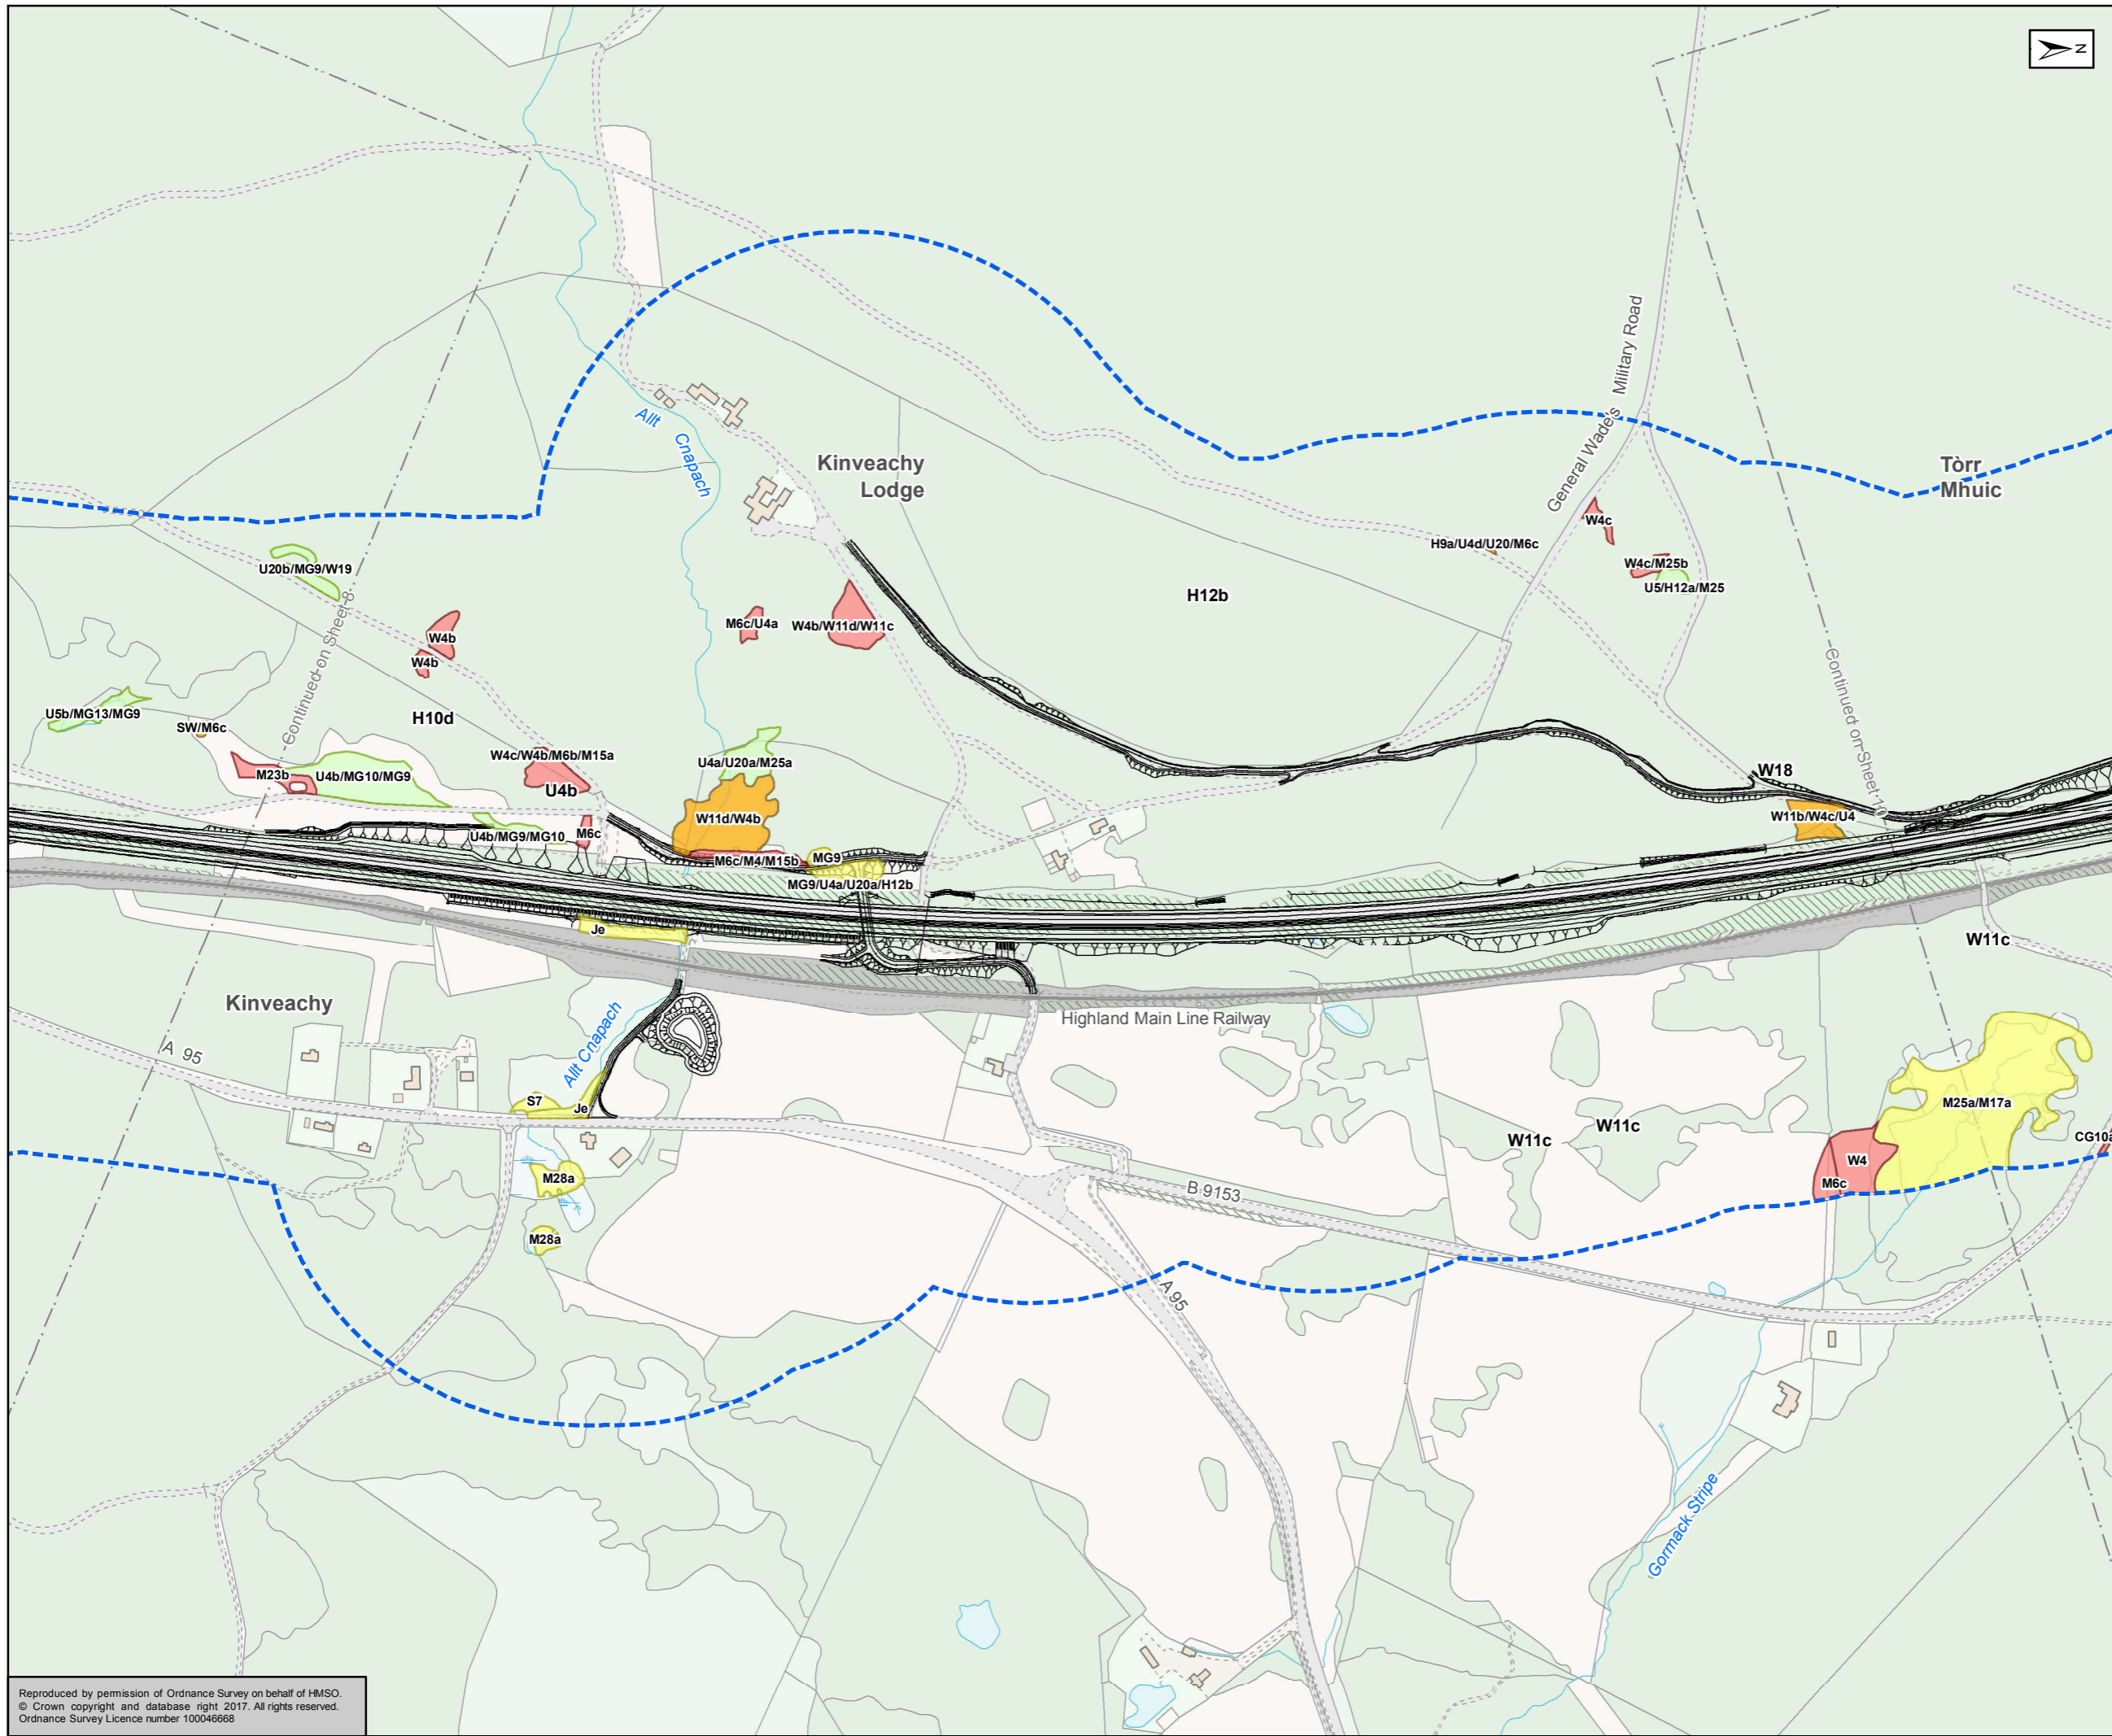 N
General Wade's Military Road
Tòrr
Mhuic
Allt Cnapach
Kinveachy
Lodge
W4c
H9a/U4d/U20/M6c
W4c/M25b
U5/H12a/M25
U20b/MG9/W19
H12b
W4b
W4b
M6c/U4a
W4b/W11d/W11c
Continued on Sheet 8
Continued on Sheet 10
U5b/MG13/MG9
H10d
SW/M6c
W4c/W4b/M6b/M15a
U4a/U20a/M25a
W18
M23b
U4b/MG10/MG9
U4b
W11d/W4b
W11b/W4c/U4
U4b/MG9/MG10
M6c
M6c/M4/M15b
MG9
MG9/U4a/U20a/H12b
Je
W11c
Kinveachy
Highland Main Line Railway
A 95
Allt Cnapach
S7
Je
M25a/M17a
W11c
W11c
CG10a
W4
M6c
M28a
B 9153
M28a
A 95
Gormack Stripe
Reproduced by permission of Ordnance Survey on behalf of HMSO.
© Crown copyright and database right 2017. All rights reserved.
Ordnance Survey Licence number 100046668